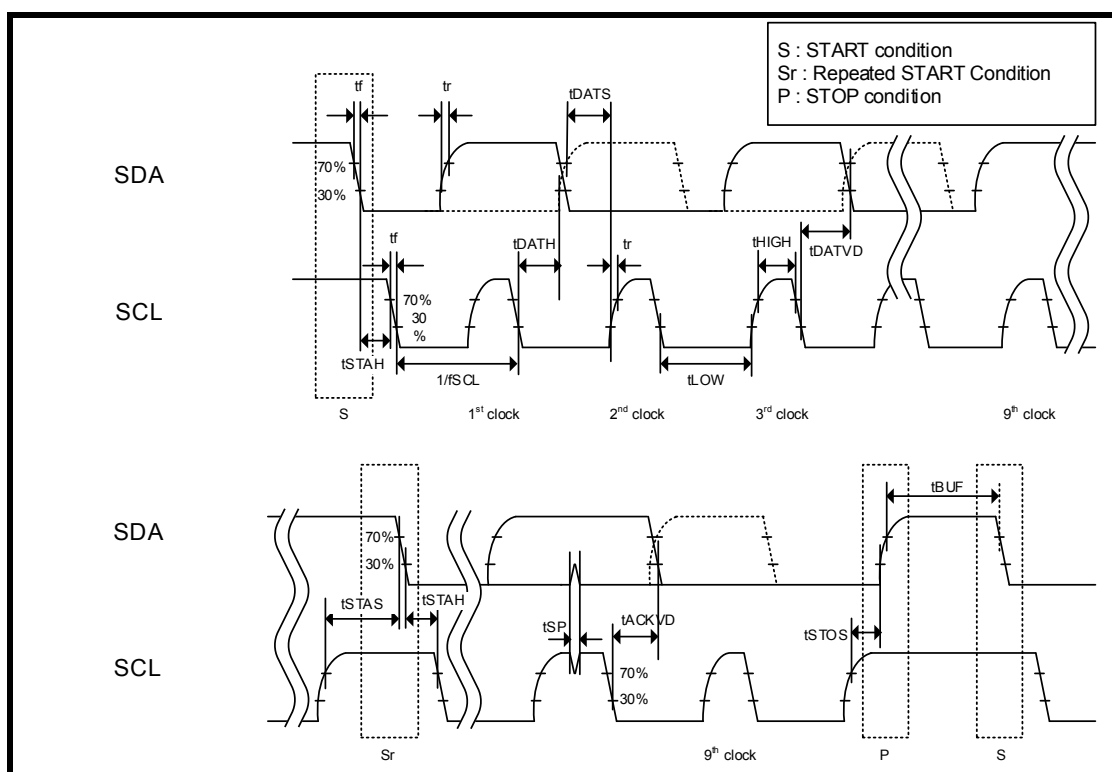 S : START condition
Sr : Repeated START Condition
P : STOP condition
tf
tr
tDATS
SDA
70%
30%
tf
tDATH
tr
tHIGH
tDATVD
SCL
70%
30
%
tSTAH
1/fSCL
tLOW
S
1st clock
2nd clock
3rd clock
9th clock
tBUF
SDA
70%
30%
tSTAS
tSTAH
tSP
tACKVD
tSTOS
SCL
70%
30%
Sr
9th clock
P
S